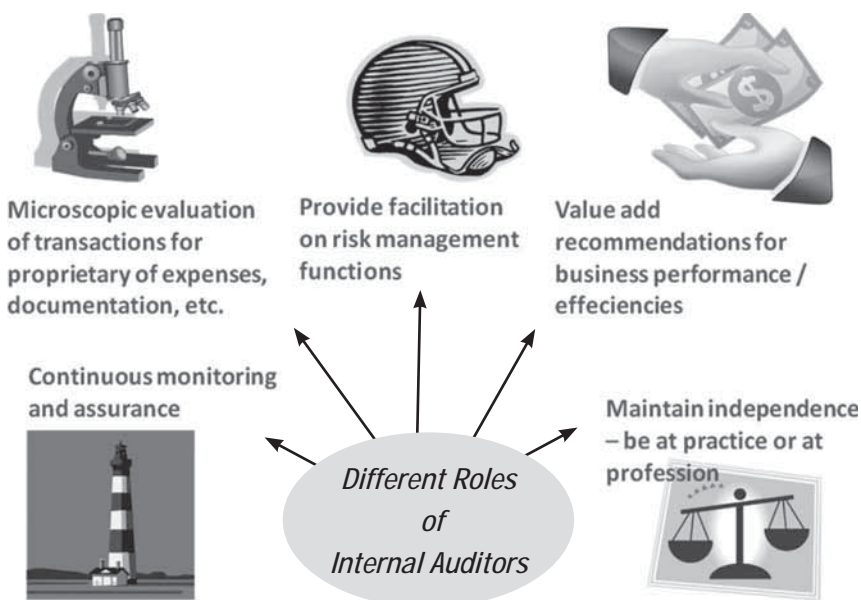 Microscopic evaluation
of transactions for
proprietary of expenses,
documentation, etc.
Provide facilitation
on risk management
functions
Value add
recommendations for
business performance /
effeciencies
Continuous monitoring
and assurance
Maintain independence
– be at practice or at
profession
Different Roles
of
Internal Auditors